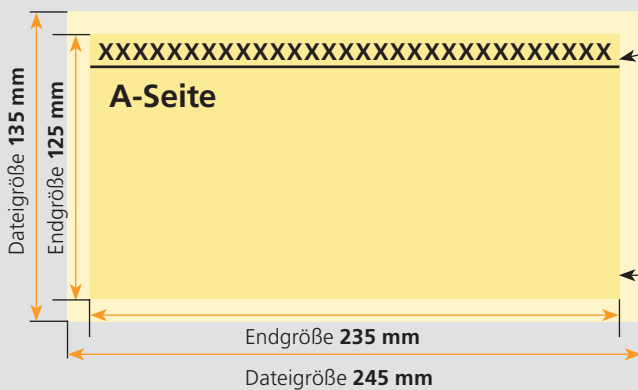 XXXXXXXXXXXXXXXXXXXXXXXXXXXXXX
A-Seite
Dateigröße 135 mm
Endgröße 125 mm
Endgröße 235 mm
Dateigröße 245 mm